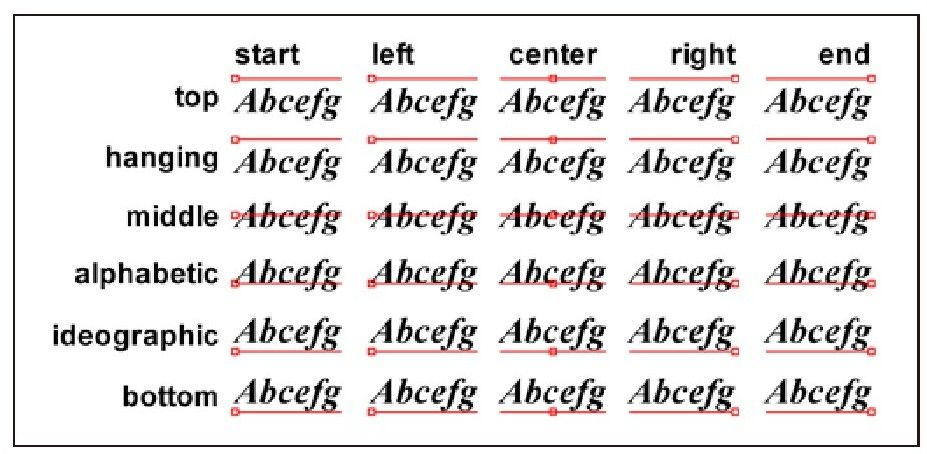 start left center right end
top Abcefg Abcefg Abcefg Abcefg Abcefg
hanging Abcefg Abcefg Abcefg Abcefg Abcefg
middle Abcefg Abcefg Abcefg Abcefg Abcefg
alphabetic Abcefg Abcefg Abcefg Abcefg Abcefg
ideographic Abcefg Abcefg Abcefg Abcefg Abcefg
bottom Abcefg Abcefg Abcefg Abcefg Abcefg